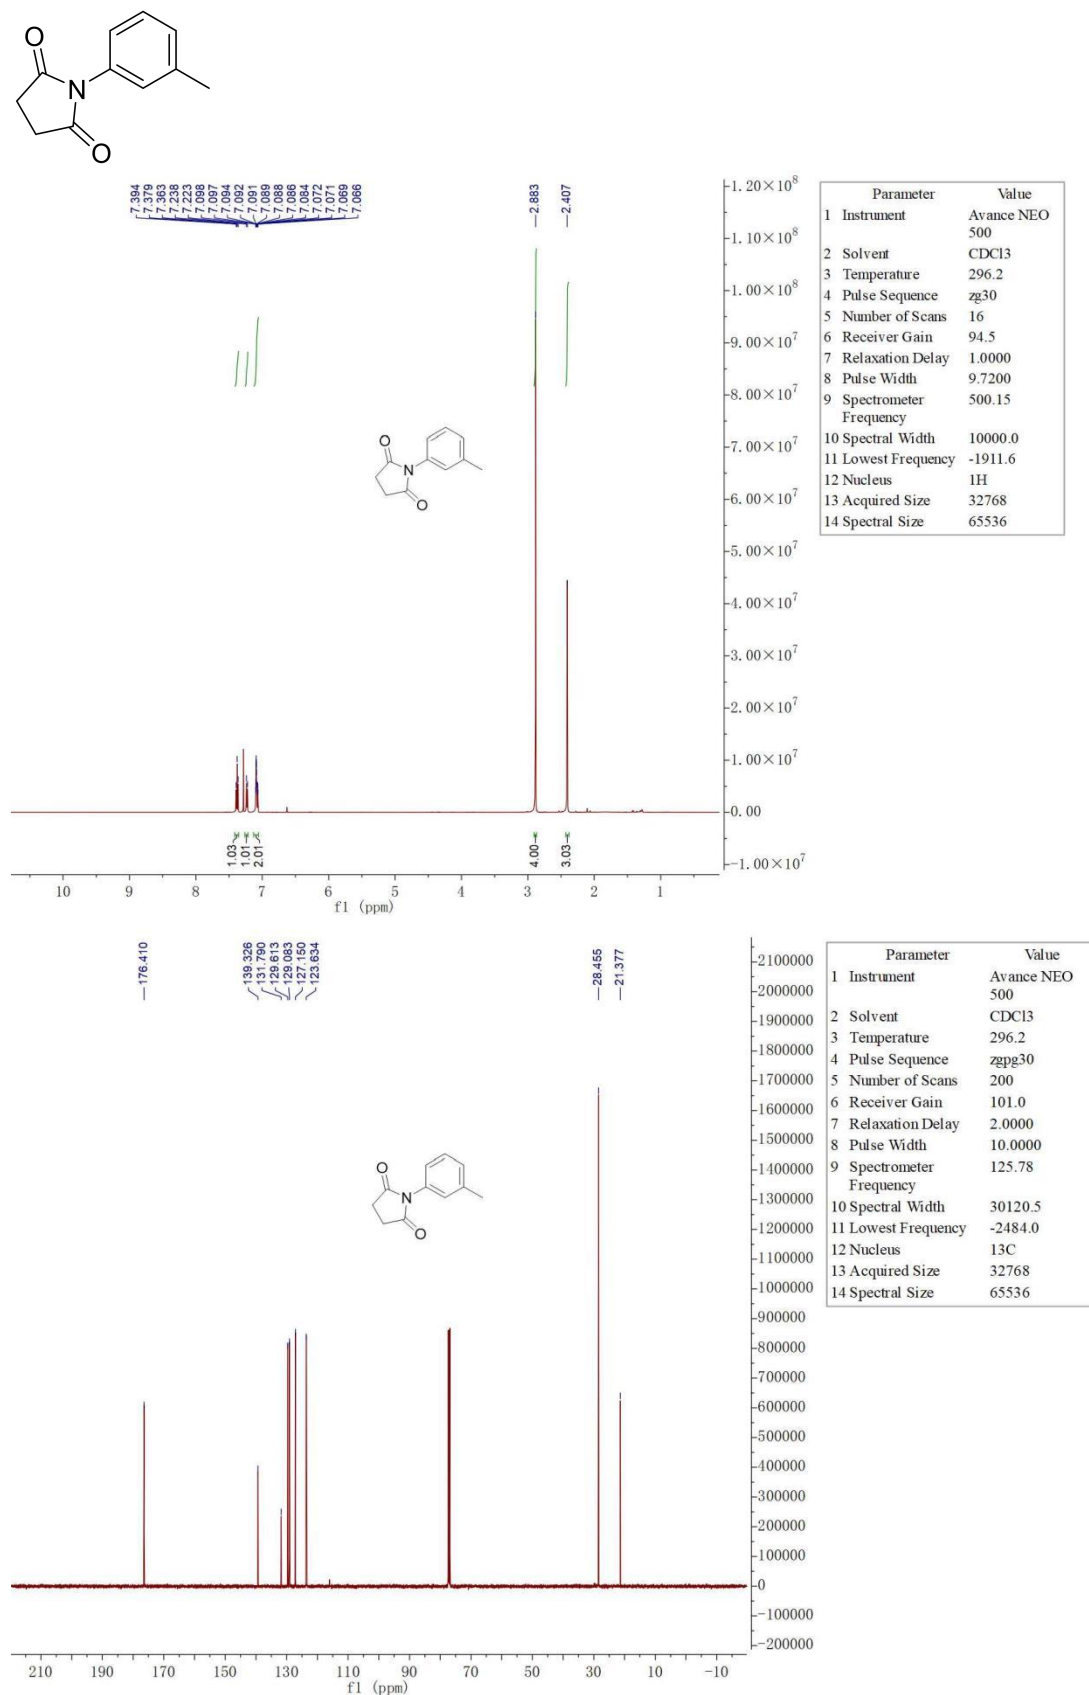 O
N
O
7.394
7.379
7.363
7.238
7.223
7.098
7.097
7.094
7.092
7.091
7.089
7.088
7.086
7.084
7.072
7.071
7.069
7.066
2.883
2.407
1.20×10^8
1.10×10^8
1.00×10^8
9.00×10^7
8.00×10^7
7.00×10^7
6.00×10^7
5.00×10^7
4.00×10^7
3.00×10^7
2.00×10^7
1.00×10^7
0.00
-1.00×10^7
O
N
O
1.03
1.01
2.01
4.00
3.03
10 9 8 7 6 5 4 3 2 1
f1 (ppm)
Parameter Value
1 Instrument Avance NEO
500
2 Solvent CDCl3
3 Temperature 296.2
4 Pulse Sequence zg30
5 Number of Scans 16
6 Receiver Gain 94.5
7 Relaxation Delay 1.0000
8 Pulse Width 9.7200
9 Spectrometer 500.15
Frequency
10 Spectral Width 10000.0
11 Lowest Frequency -1911.6
12 Nucleus 1H
13 Acquired Size 32768
14 Spectral Size 65536
176.410
139.326
131.790
129.613
129.083
127.150
123.634
28.455
21.377
2100000
2000000
1900000
1800000
1700000
1600000
1500000
1400000
1300000
1200000
1100000
1000000
900000
800000
700000
600000
500000
400000
300000
200000
100000
0
-100000
-200000
O
N
O
210 190 170 150 130 110 90 70 50 30 10 -10
f1 (ppm)
Parameter Value
1 Instrument Avance NEO
500
2 Solvent CDCl3
3 Temperature 296.2
4 Pulse Sequence zgpg30
5 Number of Scans 200
6 Receiver Gain 101.0
7 Relaxation Delay 2.0000
8 Pulse Width 10.0000
9 Spectrometer 125.78
Frequency
10 Spectral Width 30120.5
11 Lowest Frequency -2484.0
12 Nucleus 13C
13 Acquired Size 32768
14 Spectral Size 65536